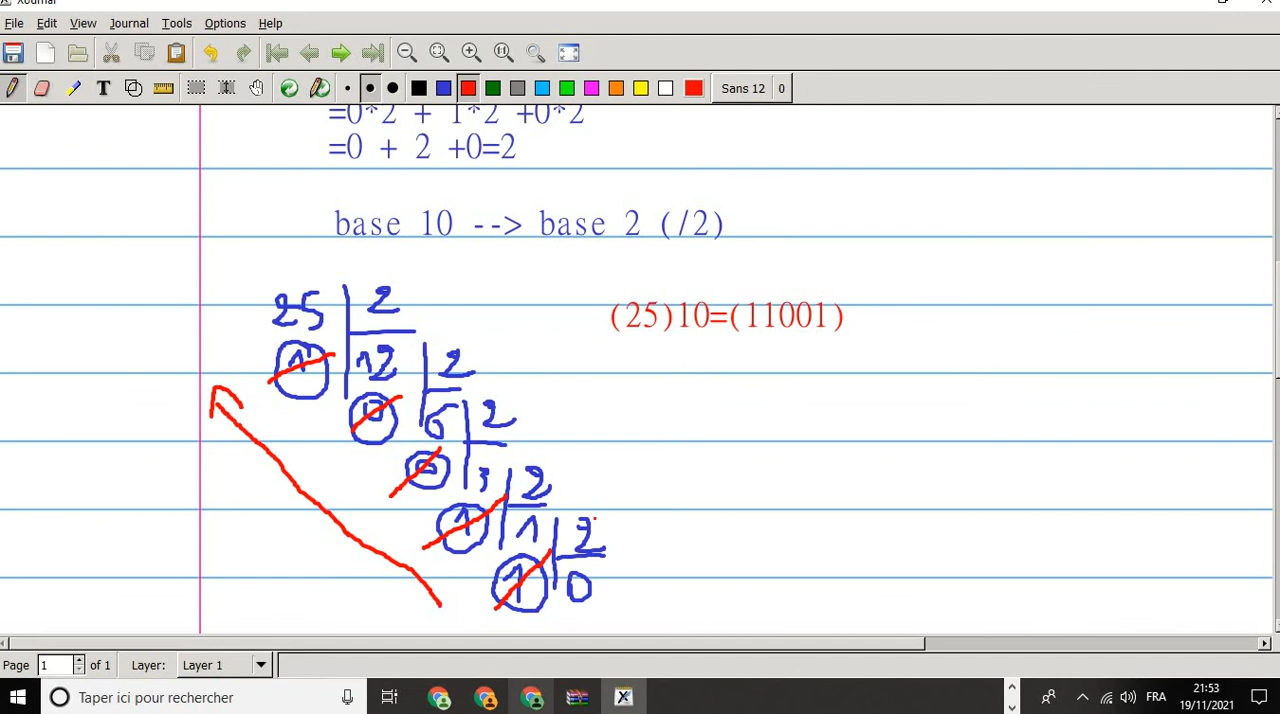 Xournal
File Edit View Journal Tools Options Help
Sans 12 0
=0*2 + 1*2 +0*2
=0 + 2 +0=2
base 10 --> base 2 (/2)
25 2
(25)10=(11001)
1 12 2
0 6 2
0 3 2
1 1 2
1 0
Page 1 of 1 Layer: Layer 1
Taper ici pour rechercher
FRA
21:53
19/11/2021